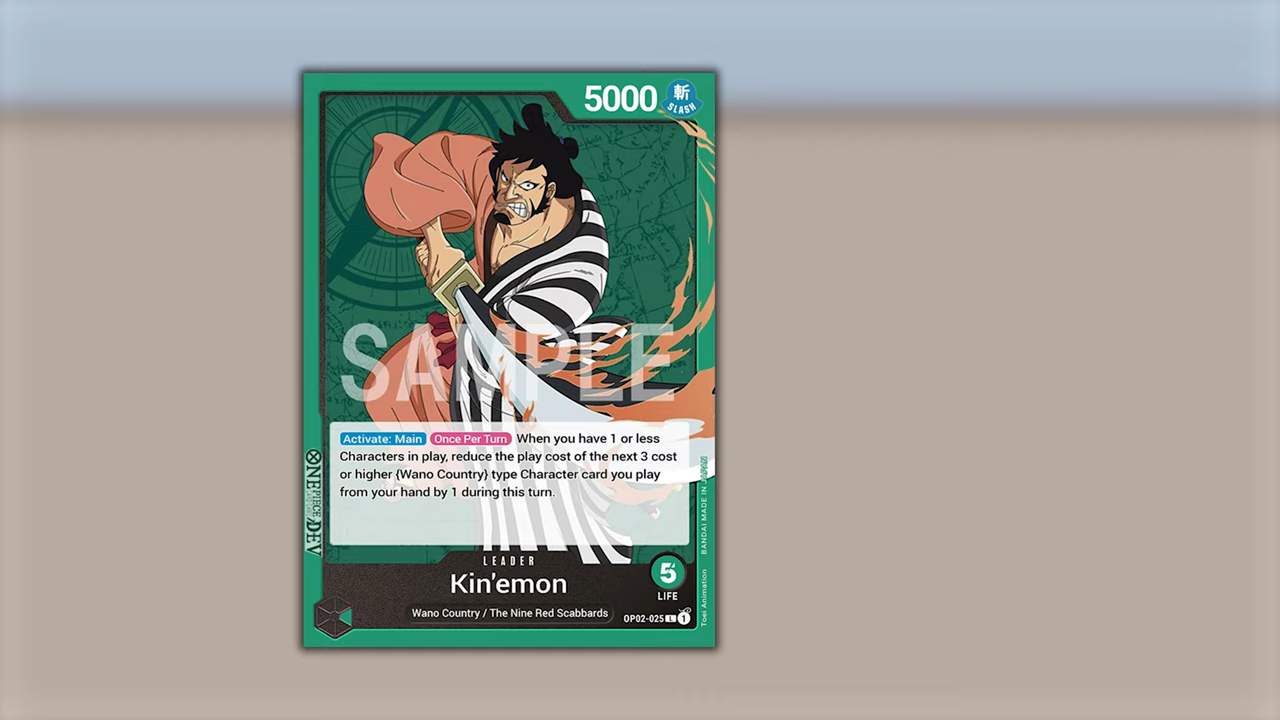 5000
斬
SLASH
SAMPLE
Activate: Main Once Per Turn When you have 1 or less
Characters in play, reduce the play cost of the next 3 cost
or higher {Wano Country} type Character card you play
from your hand by 1 during this turn.
LEADER
Kin'emon
Wano Country / The Nine Red Scabbards
5
LIFE
OP02-025 L 1
Toei Animation BANDAI MADE IN JAPAN